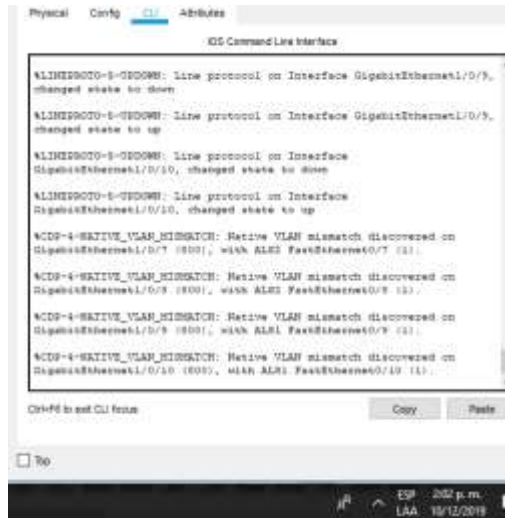 Physical Config CLI Attributes
IOS Command Line Interface
%LINEPROTO-5-UPDOWN: Line protocol on Interface GigabitEthernet1/0/9,
changed state to down
%LINEPROTO-5-UPDOWN: Line protocol on Interface GigabitEthernet1/0/9,
changed state to up
%LINEPROTO-5-UPDOWN: Line protocol on Interface
GigabitEthernet1/0/10, changed state to down
%LINEPROTO-5-UPDOWN: Line protocol on Interface
GigabitEthernet1/0/10, changed state to up
%CDP-4-NATIVE_VLAN_MISMATCH: Native VLAN mismatch discovered on
GigabitEthernet1/0/7 (800), with ALS2 FastEthernet0/7 (1).
%CDP-4-NATIVE_VLAN_MISMATCH: Native VLAN mismatch discovered on
GigabitEthernet1/0/8 (800), with ALS2 FastEthernet0/8 (1).
%CDP-4-NATIVE_VLAN_MISMATCH: Native VLAN mismatch discovered on
GigabitEthernet1/0/9 (800), with ALS1 FastEthernet0/9 (1).
%CDP-4-NATIVE_VLAN_MISMATCH: Native VLAN mismatch discovered on
GigabitEthernet1/0/10 (800), with ALS1 FastEthernet0/10 (1).
Ctrl+F6 to exit CLI focus
Copy Paste
Top
ESP 2:02 p. m.
LAA 10/12/2019